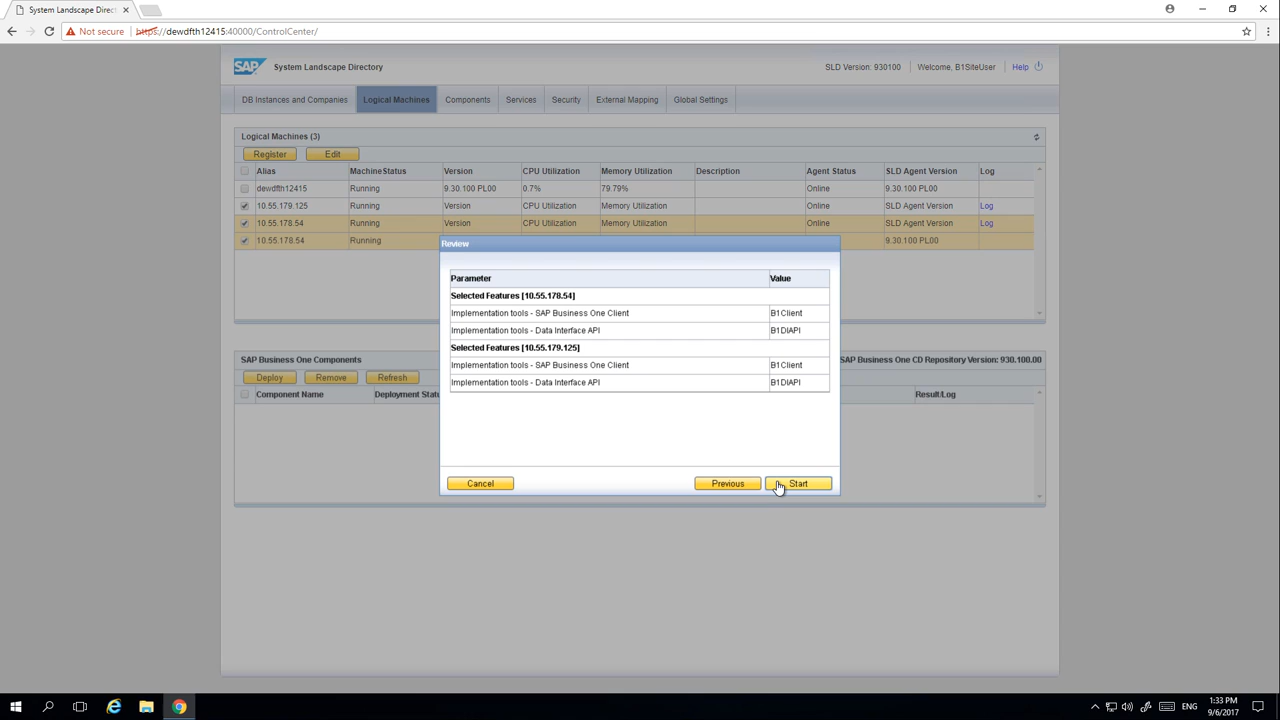 System Landscape Direc
Not secure https://dewdfth12415:40000/ControlCenter/
SAP System Landscape Directory SLD Version: 930100 Welcome, B1SiteUser Help
DB Instances and Companies Logical Machines Components Services Security External Mapping Global Settings
Logical Machines (3)
Register Edit
Alias MachineStatus Version CPU Utilization Memory Utilization Description Agent Status SLD Agent Version Log
dewdfth12415 Running 9.30.100 PL00 0.7% 79.79% Online 9.30.100 PL00
10.55.179.125 Running Version CPU Utilization Memory Utilization Online SLD Agent Version Log
10.55.178.54 Running Version CPU Utilization Memory Utilization Online SLD Agent Version Log
10.55.178.54 Running 9.30.100 PL00
Review
Parameter Value
Selected Features [10.55.178.54]
Implementation tools - SAP Business One Client B1Client
Implementation tools - Data Interface API B1DIAPI
Selected Features [10.55.179.125]
Implementation tools - SAP Business One Client B1Client
Implementation tools - Data Interface API B1DIAPI
Cancel Previous Start
SAP Business One Components SAP Business One CD Repository Version: 930.100.00
Deploy Remove Refresh
Component Name Deployment Statu Result/Log
ENG
1:33 PM
9/6/2017